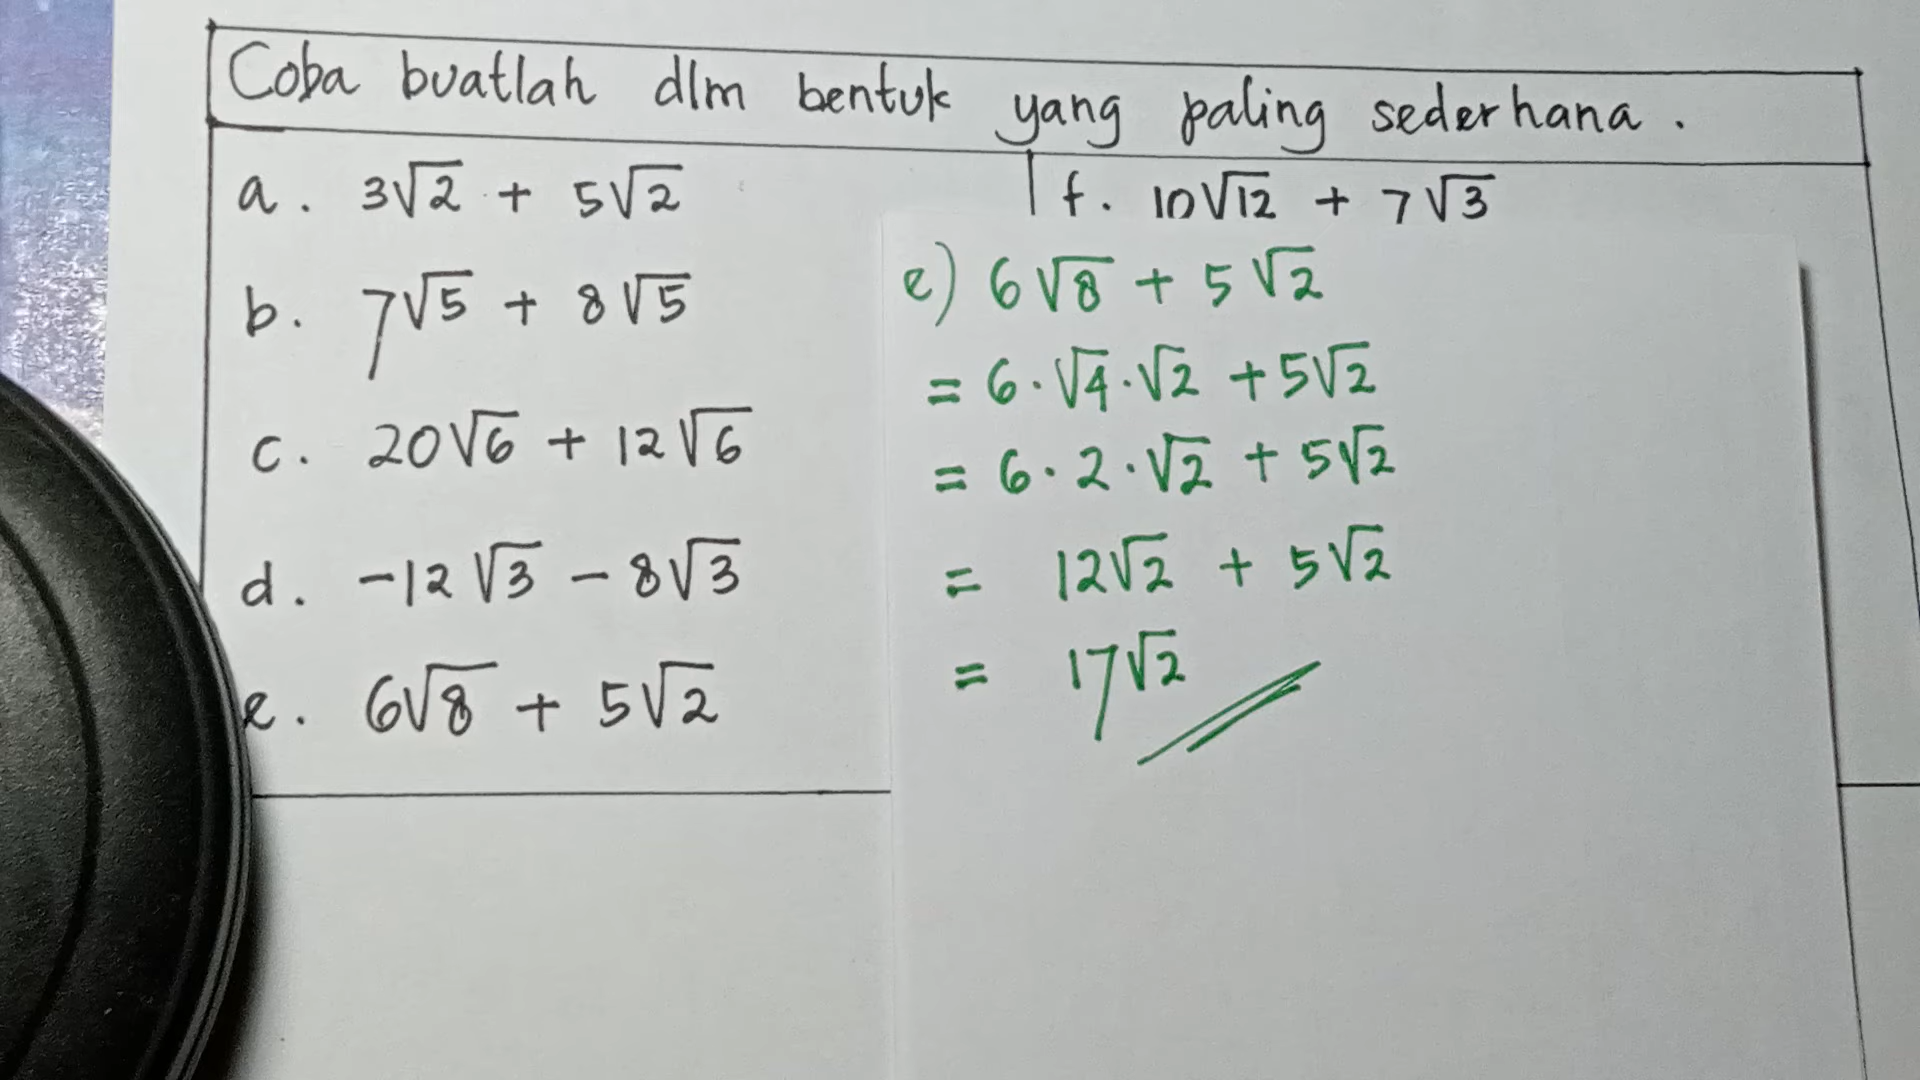 Coba buatlah dlm bentuk yang paling sederhana.
a. 3√2 + 5√2
b. 7√5 + 8√5
c. 20√6 + 12√6
d. -12√3 - 8√3
e. 6√8 + 5√2
f. 10√12 + 7√3
e) 6√8 + 5√2
= 6·√4·√2 + 5√2
= 6·2·√2 + 5√2
= 12√2 + 5√2
= 17√2